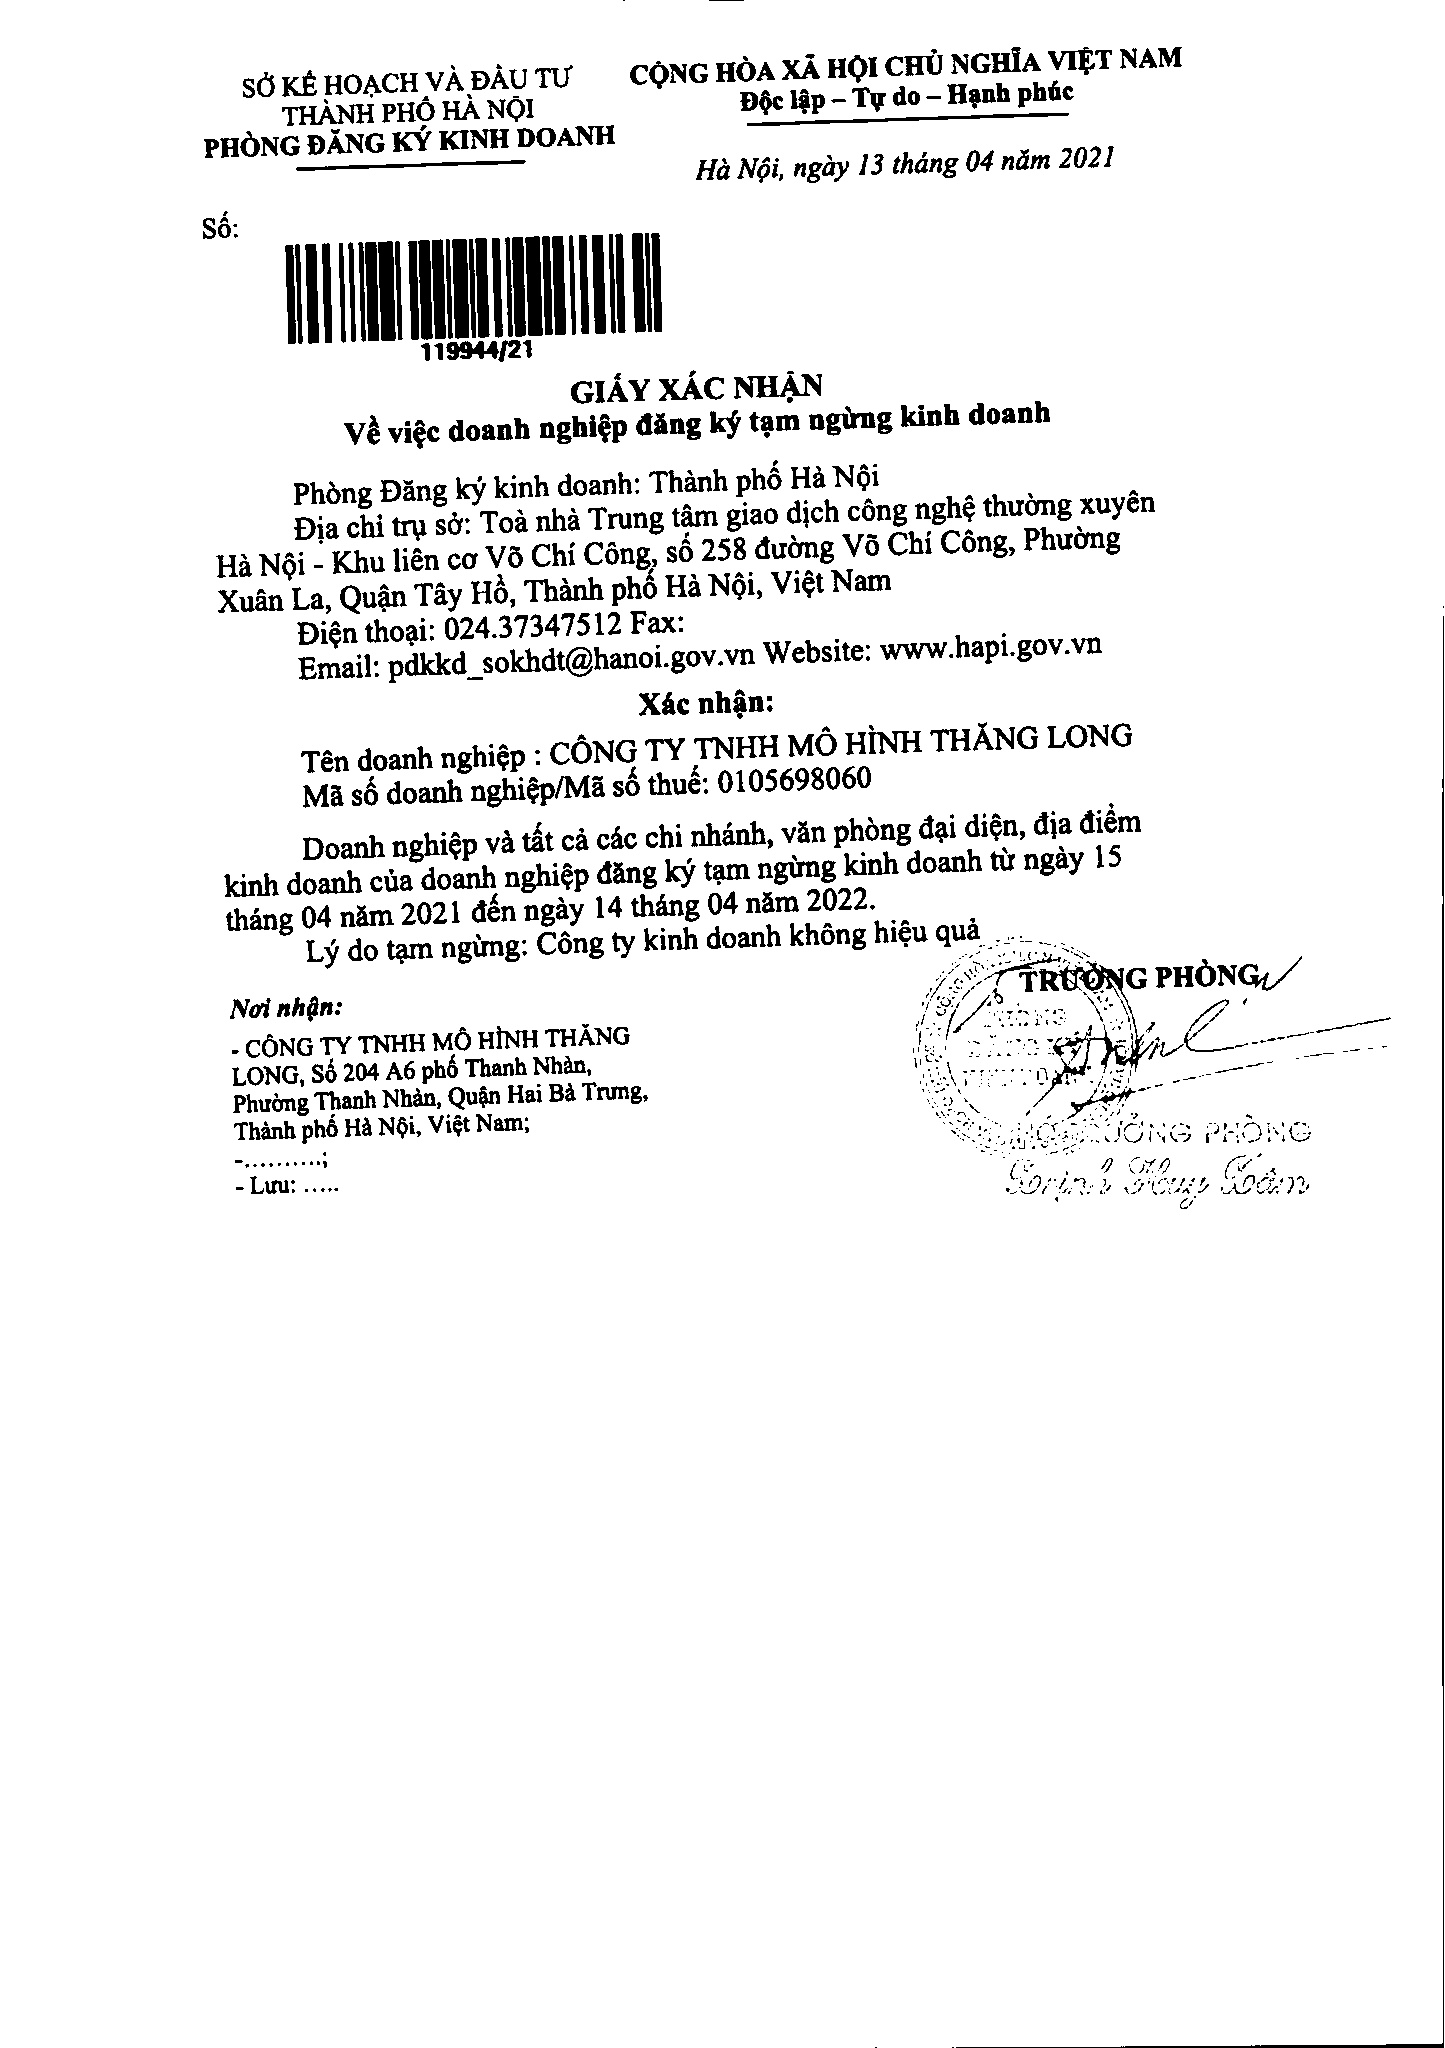 SỞ KẾ HOẠCH VÀ ĐẦU TƯ
THÀNH PHỐ HÀ NỘI
PHÒNG ĐĂNG KÝ KINH DOANH
CỘNG HÒA XÃ HỘI CHỦ NGHĨA VIỆT NAM
Độc lập – Tự do – Hạnh phúc
Hà Nội, ngày 13 tháng 04 năm 2021
Số:
119944/21
GIẤY XÁC NHẬN
Về việc doanh nghiệp đăng ký tạm ngừng kinh doanh
Phòng Đăng ký kinh doanh: Thành phố Hà Nội
Địa chỉ trụ sở: Toà nhà Trung tâm giao dịch công nghệ thường xuyên
Hà Nội - Khu liên cơ Võ Chí Công, số 258 đường Võ Chí Công, Phường
Xuân La, Quận Tây Hồ, Thành phố Hà Nội, Việt Nam
Điện thoại: 024.37347512 Fax:
Email: pdkkd_sokhdt@hanoi.gov.vn Website: www.hapi.gov.vn
Xác nhận:
Tên doanh nghiệp : CÔNG TY TNHH MÔ HÌNH THĂNG LONG
Mã số doanh nghiệp/Mã số thuế: 0105698060
Doanh nghiệp và tất cả các chi nhánh, văn phòng đại diện, địa điểm
kinh doanh của doanh nghiệp đăng ký tạm ngừng kinh doanh từ ngày 15
tháng 04 năm 2021 đến ngày 14 tháng 04 năm 2022.
Lý do tạm ngừng: Công ty kinh doanh không hiệu quả
TRƯỞNG PHÒNG
Nơi nhận:
- CÔNG TY TNHH MÔ HÌNH THĂNG
LONG, Số 204 A6 phố Thanh Nhàn,
Phường Thanh Nhàn, Quận Hai Bà Trưng,
Thành phố Hà Nội, Việt Nam;
-..........;
- Lưu: .....
PHÒNG
ĐĂNG KÝ
KINH DOANH
PHÓ TRƯỞNG PHÒNG
Trịnh Huy Tâm